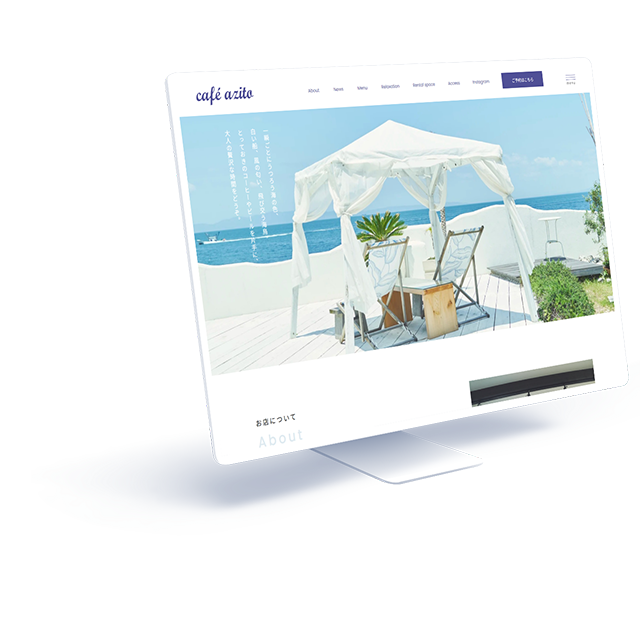 café azito
About
News
Menu
Relaxation
Rental space
Access
Instagram
ご予約はこちら
MENU
一瞬ごとにうつろう海の色、
白い船、風の匂い、飛び交う海鳥。
とっておきのコーヒーやビールを片手に、
大人の贅沢な時間をどうぞ。
お店について
About